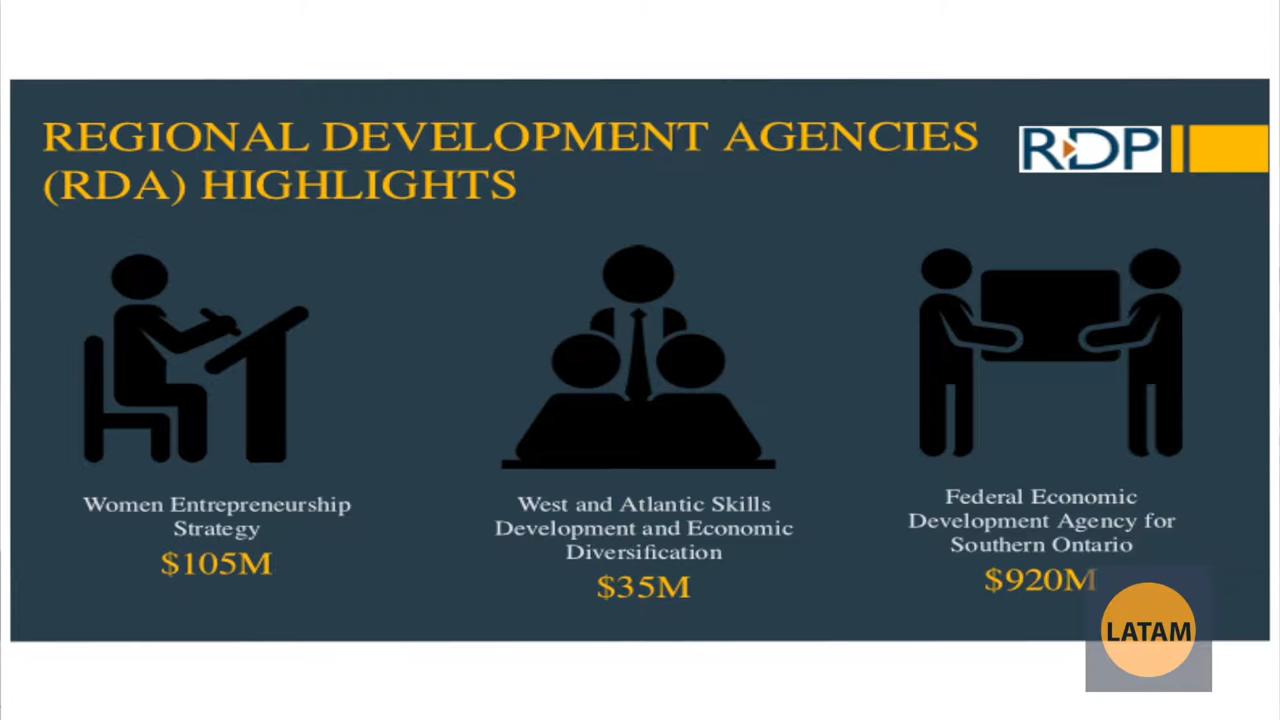 REGIONAL DEVELOPMENT AGENCIES
(RDA) HIGHLIGHTS
RDP
Women Entrepreneurship
Strategy
$105M
West and Atlantic Skills
Development and Economic
Diversification
$35M
Federal Economic
Development Agency for
Southern Ontario
$920M
LATAM